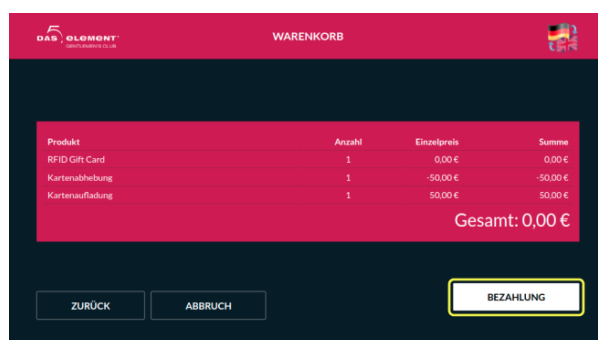 DAS 5 ELEMENT
GENTLEMEN'S CLUB
WARENKORB
Produkt Anzahl Einzelpreis Summe
RFID Gift Card 1 0,00 € 0,00 €
Kartenabhebung 1 -50,00 € -50,00 €
Kartenaufladung 1 50,00 € 50,00 €
Gesamt: 0,00 €
ZURÜCK ABBRUCH BEZAHLUNG